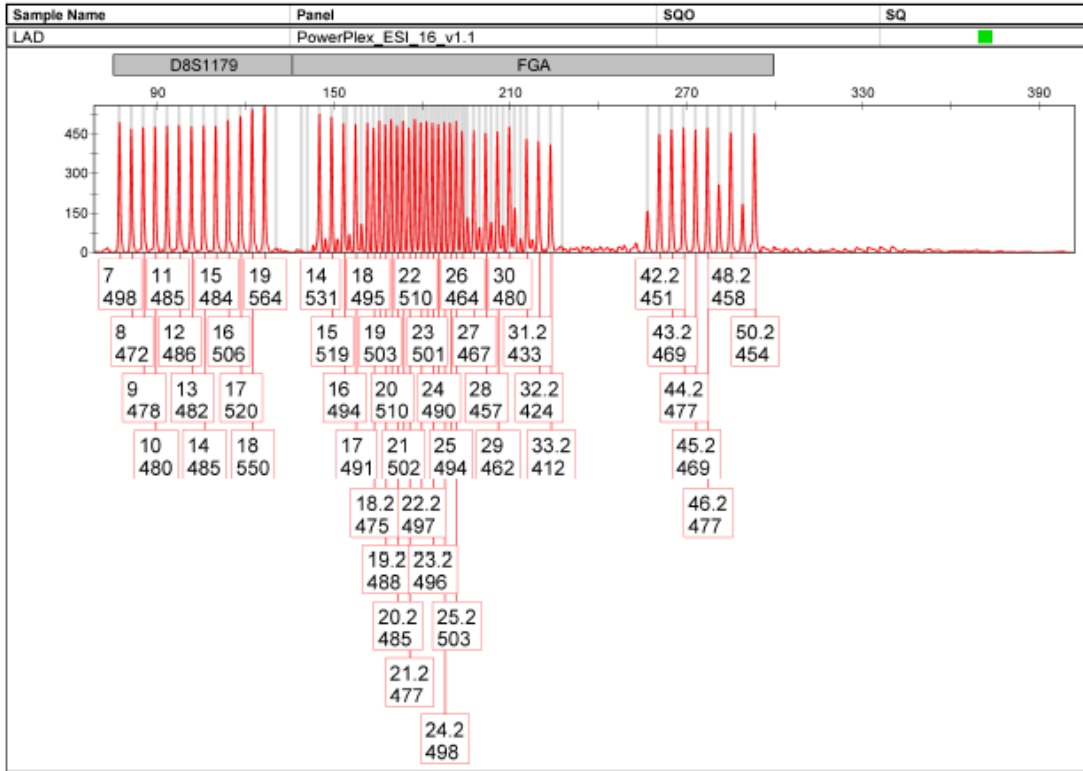 Sample Name Panel SQO SQ
LAD PowerPlex_ESI_16_v1.1
D8S1179 FGA
90 150 210 270 330 390
450
300
150
0
7 11 15 19 14 18 22 26 30 42.2 48.2
498 485 484 564 531 495 510 464 480 451 458
8 12 16 15 19 23 27 31.2 43.2 50.2
472 486 506 519 503 501 467 433 469 454
9 13 17 16 20 24 28 32.2 44.2
478 482 520 494 510 490 457 424 477
10 14 18 17 21 25 29 33.2 45.2
480 485 550 491 502 494 462 412 469
18.2 22.2 46.2
475 497 477
19.2 23.2
488 496
20.2 25.2
485 503
21.2
477
24.2
498